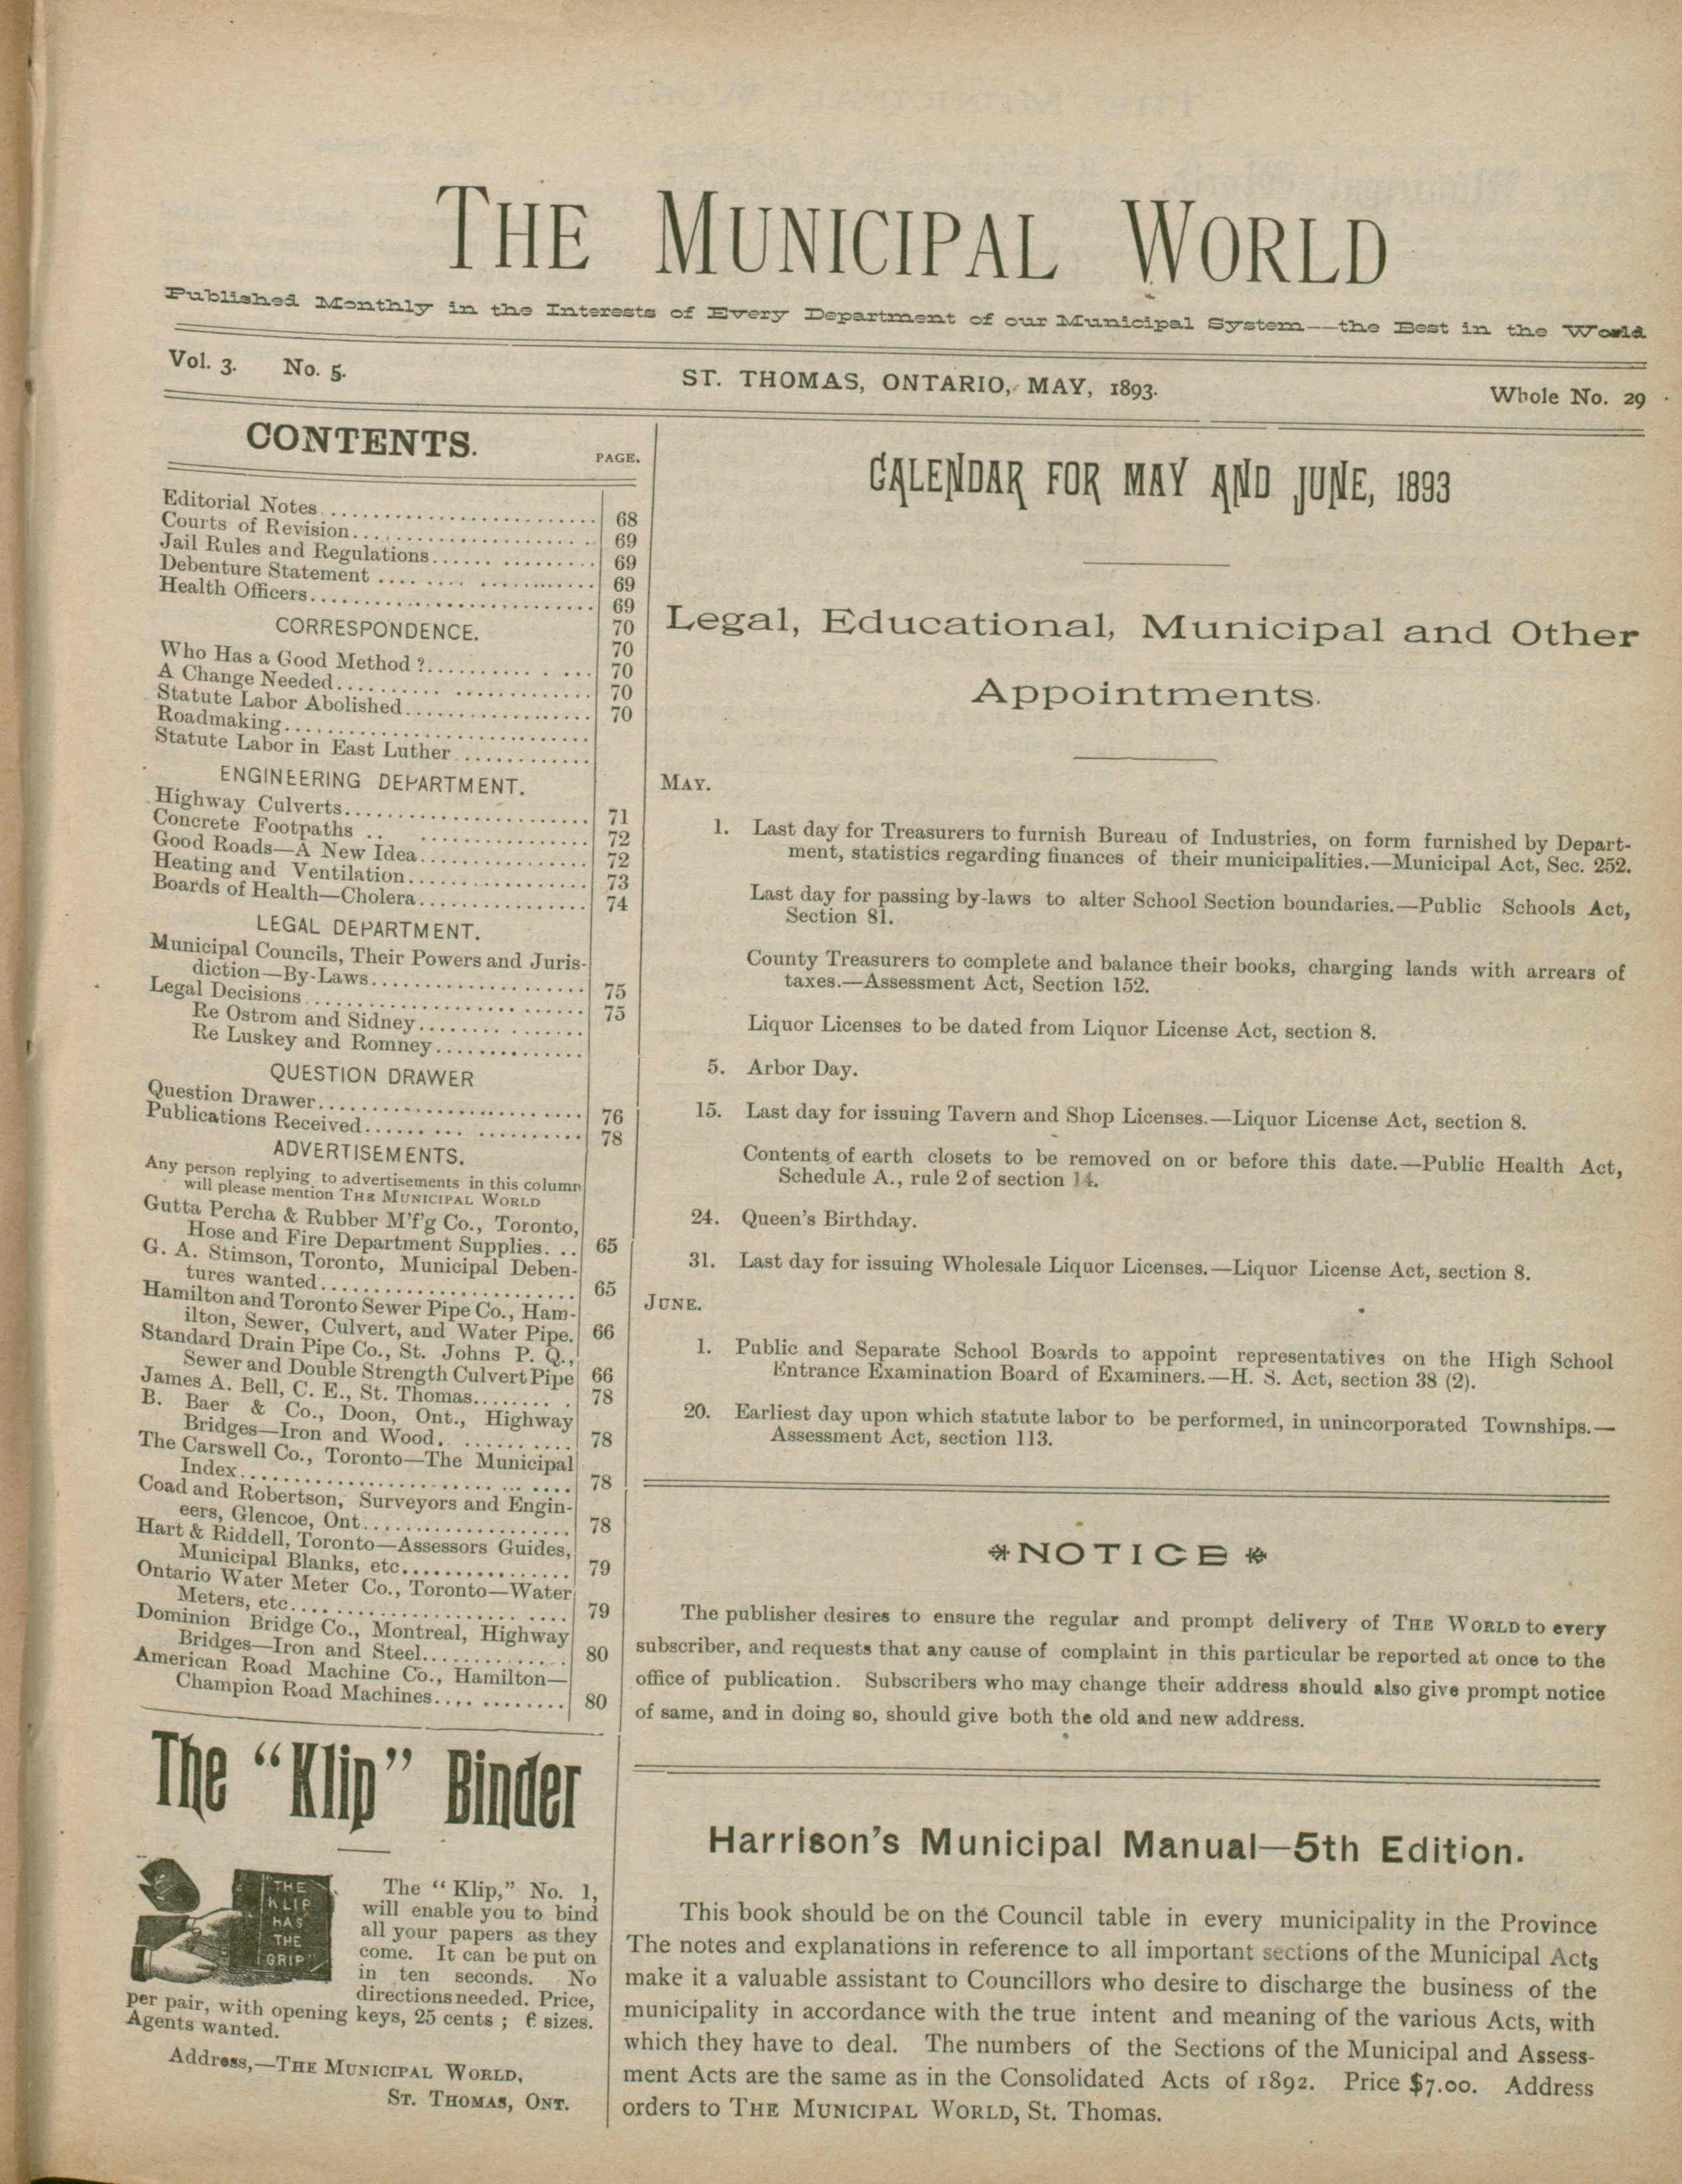 THE MUNICIPAL WORLD
Published Monthly in the Interests of Every Department of our Municipal System--the Best in the World
Vol. 3. No. 5.
ST. THOMAS, ONTARIO, MAY, 1893.
Whole No. 29
CONTENTS.
PAGE.
Editorial Notes.......................... 68
Courts of Revision....................... 69
Jail Rules and Regulations...... ......... 69
Debenture Statement .... .... ............ 69
Health Officers.......................... 69
CORRESPONDENCE. 70
Who Has a Good Method ?.......... . ... 70
A Change Needed.......... ............. 70
Statute Labor Abolished.................. 70
Roadmaking............................. 70
Statute Labor in East Luther .............
ENGINEERING DEPARTMENT.
Highway Culverts....................... 71
Concrete Footpaths .. ................ 72
Good Roads—A New Idea................ 72
Heating and Ventilation................. 73
Boards of Health—Cholera................ 74
LEGAL DEPARTMENT.
Municipal Councils, Their Powers and Juris-
diction—By-Laws.................... 75
Legal Decisions ......................... 75
Re Ostrom and Sidney........ .......
Re Luskey and Romney..............
QUESTION DRAWER
Question Drawer......................... 76
Publications Received...... ... .......... 78
ADVERTISEMENTS.
Any person replying to advertisements in this column
will please mention THE MUNICIPAL WORLD
Gutta Percha & Rubber M'f'g Co., Toronto,
Hose and Fire Department Supplies. .. 65
G. A. Stimson, Toronto, Municipal Deben-
tures wanted........................ 65
Hamilton and Toronto Sewer Pipe Co., Ham-
ilton, Sewer, Culvert, and Water Pipe. 66
Standard Drain Pipe Co., St. Johns P. Q.,
Sewer and Double Strength Culvert Pipe 66
James A. Bell, C. E., St. Thomas........ . 78
B. Baer & Co., Doon, Ont., Highway
Bridges—Iron and Wood. .......... 78
The Carswell Co., Toronto—The Municipal
Index.................... ... .... 78
Coad and Robertson, Surveyors and Engin-
eers, Glencoe, Ont................... 78
Hart & Riddell, Toronto—Assessors Guides,
Municipal Blanks, etc................ 79
Ontario Water Meter Co., Toronto—Water
Meters, etc.... .................. .... 79
Dominion Bridge Co., Montreal, Highway
Bridges—Iron and Steel............. 80
American Road Machine Co., Hamilton—
Champion Road Machines.... ........ 80
The "Klip" Binder
THE
KLIP
HAS
THE
GRIP
The "Klip," No. 1,
will enable you to bind
all your papers as they
come. It can be put on
in ten seconds. No
directions needed. Price,
per pair, with opening keys, 25 cents ; 6 sizes.
Agents wanted.
Address,—THE MUNICIPAL WORLD,
ST. THOMAS, ONT.
CALENDAR FOR MAY AND JUNE, 1893
Legal, Educational, Municipal and Other
Appointments.
MAY.
1. Last day for Treasurers to furnish Bureau of Industries, on form furnished by Depart-
ment, statistics regarding finances of their municipalities.—Municipal Act, Sec. 252.
Last day for passing by-laws to alter School Section boundaries.—Public Schools Act,
Section 81.
County Treasurers to complete and balance their books, charging lands with arrears of
taxes.—Assessment Act, Section 152.
Liquor Licenses to be dated from Liquor License Act, section 8.
5. Arbor Day.
15. Last day for issuing Tavern and Shop Licenses.—Liquor License Act, section 8.
Contents of earth closets to be removed on or before this date.—Public Health Act,
Schedule A., rule 2 of section 14.
24. Queen's Birthday.
31. Last day for issuing Wholesale Liquor Licenses.—Liquor License Act, section 8.
JUNE.
1. Public and Separate School Boards to appoint representatives on the High School
Entrance Examination Board of Examiners.—H. S. Act, section 38 (2).
20. Earliest day upon which statute labor to be performed, in unincorporated Townships.—
Assessment Act, section 113.
NOTICE
The publisher desires to ensure the regular and prompt delivery of THE WORLD to every
subscriber, and requests that any cause of complaint in this particular be reported at once to the
office of publication. Subscribers who may change their address should also give prompt notice
of same, and in doing so, should give both the old and new address.
Harrison's Municipal Manual—5th Edition.
This book should be on the Council table in every municipality in the Province
The notes and explanations in reference to all important sections of the Municipal Acts
make it a valuable assistant to Councillors who desire to discharge the business of the
municipality in accordance with the true intent and meaning of the various Acts, with
which they have to deal. The numbers of the Sections of the Municipal and Assess-
ment Acts are the same as in the Consolidated Acts of 1892. Price $7.00. Address
orders to THE MUNICIPAL WORLD, St. Thomas.